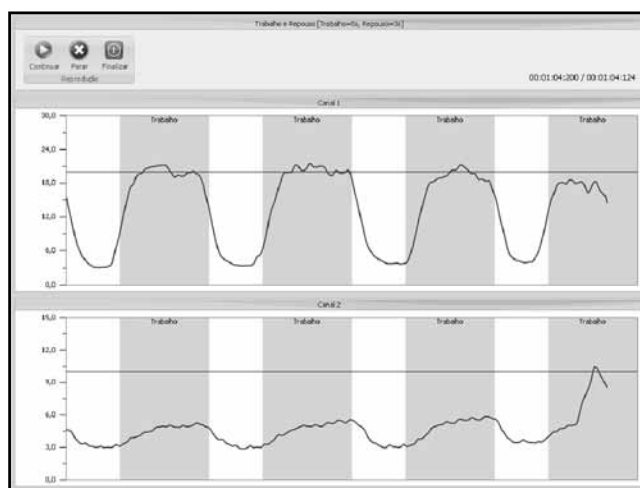 Trabalho e Repouso [Trabalho=5s, Repouso=3s]
Continuar Parar Finalizar
Reprodução
00:01:04:200 / 00:01:04:124
Canal 1
30,0
24,0
18,0
12,0
6,0
0,0
Trabalho Trabalho Trabalho Trabalho
Canal 2
15,0
12,0
9,0
6,0
3,0
0,0
Trabalho Trabalho Trabalho Trabalho